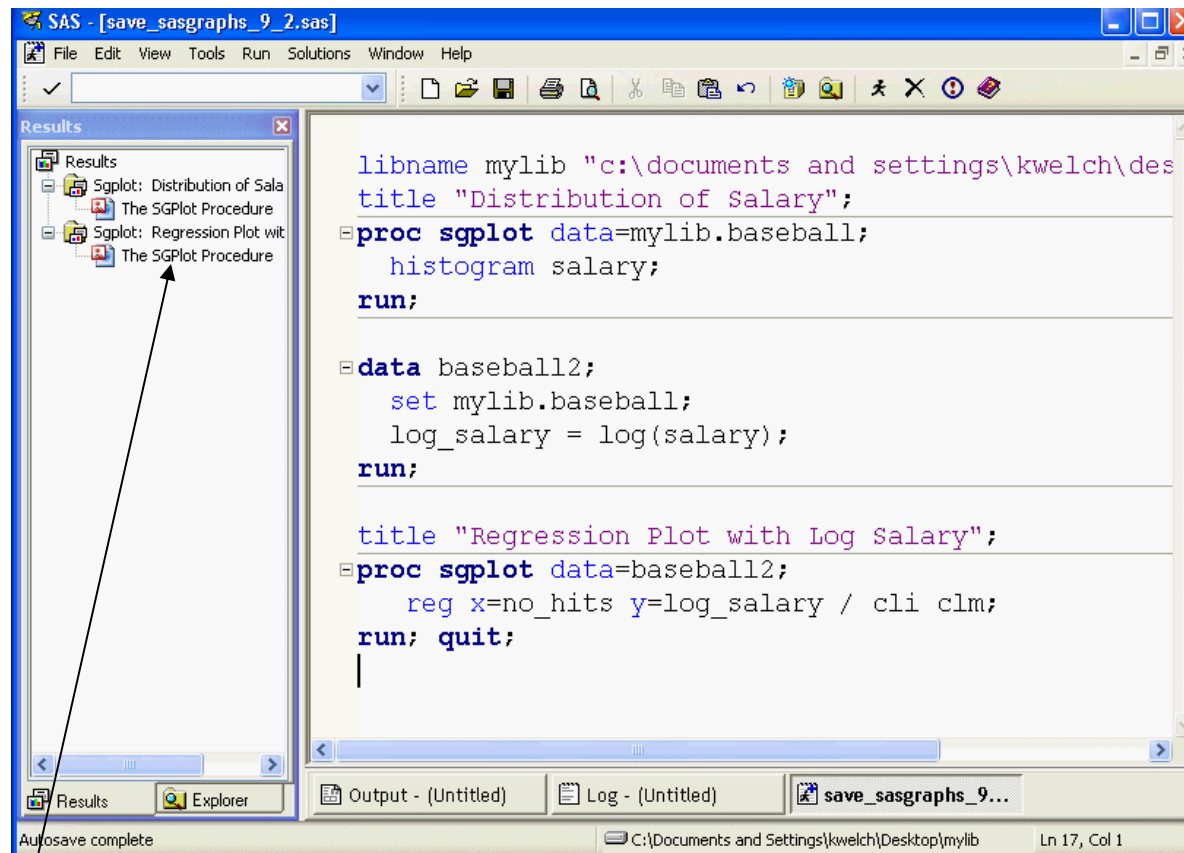 SAS - [save_sasgraphs_9_2.sas]
File Edit View Tools Run Solutions Window Help
Results
Results
Sgplot: Distribution of Sala
The SGPlot Procedure
Sgplot: Regression Plot wit
The SGPlot Procedure
libname mylib "c:\documents and settings\kwelch\des
title "Distribution of Salary";
proc sgplot data=mylib.baseball;
histogram salary;
run;
data baseball2;
set mylib.baseball;
log_salary = log(salary);
run;
title "Regression Plot with Log Salary";
proc sgplot data=baseball2;
reg x=no_hits y=log_salary / cli clm;
run; quit;
Results Explorer
Output - (Untitled) Log - (Untitled) save_sasgraphs_9...
Autosave complete C:\Documents and Settings\kwelch\Desktop\mylib Ln 17, Col 1